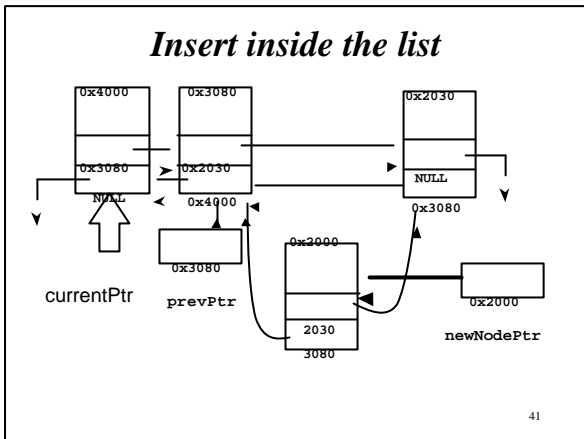 Insert inside the list
0x4000
0x3080
0x2030
0x3080
0x2030
NULL
NULL
0x4000
0x3080
0x3080
0x2000
currentPtr
prevPtr
0x2000
newNodePtr
2030
3080
41